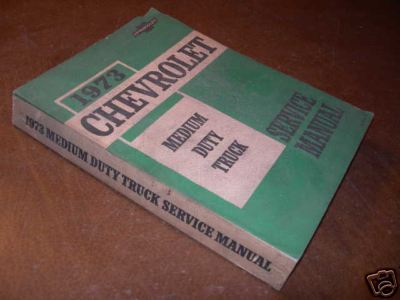 1973
CHEVROLET
MEDIUM
DUTY
TRUCK
SERVICE
MANUAL
1973 MEDIUM DUTY TRUCK SERVICE MANUAL